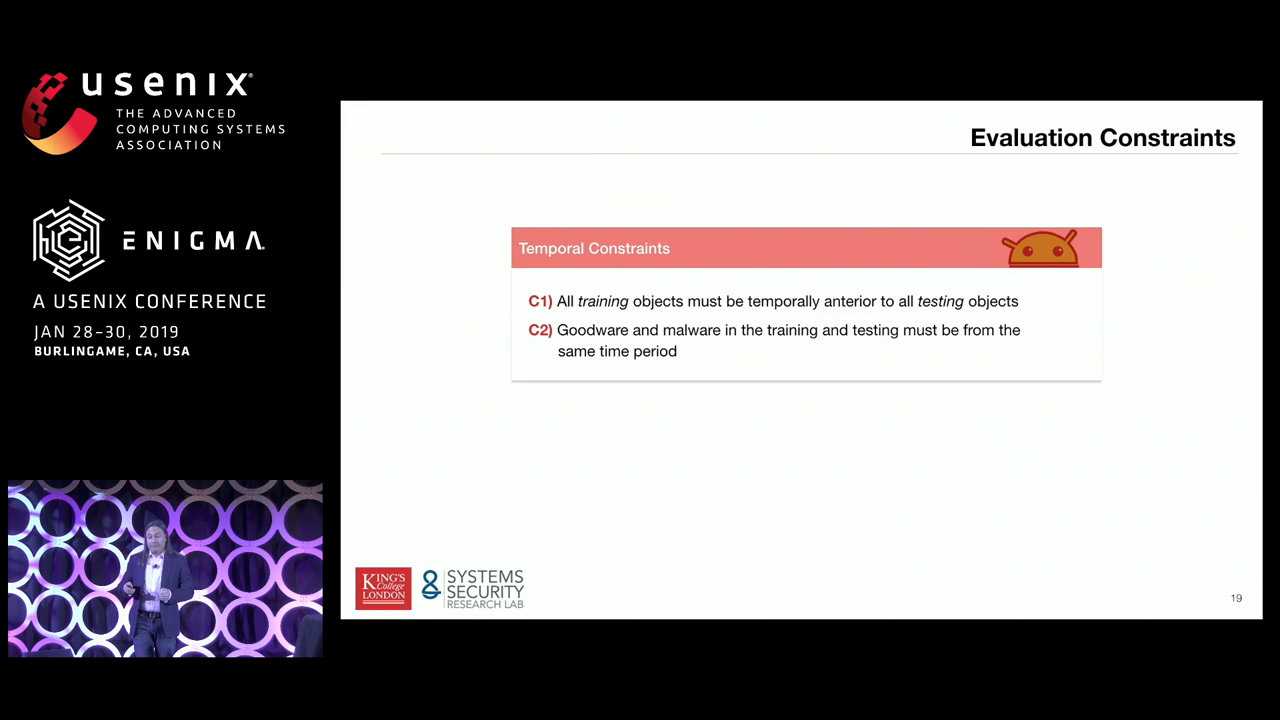 usenix®
THE ADVANCED
COMPUTING SYSTEMS
ASSOCIATION
ENIGMA.
A USENIX CONFERENCE
JAN 28–30, 2019
BURLINGAME, CA, USA
Evaluation Constraints
Temporal Constraints
C1) All training objects must be temporally anterior to all testing objects
C2) Goodware and malware in the training and testing must be from the
same time period
KING'S
College
LONDON
SYSTEMS
SECURITY
RESEARCH LAB
19